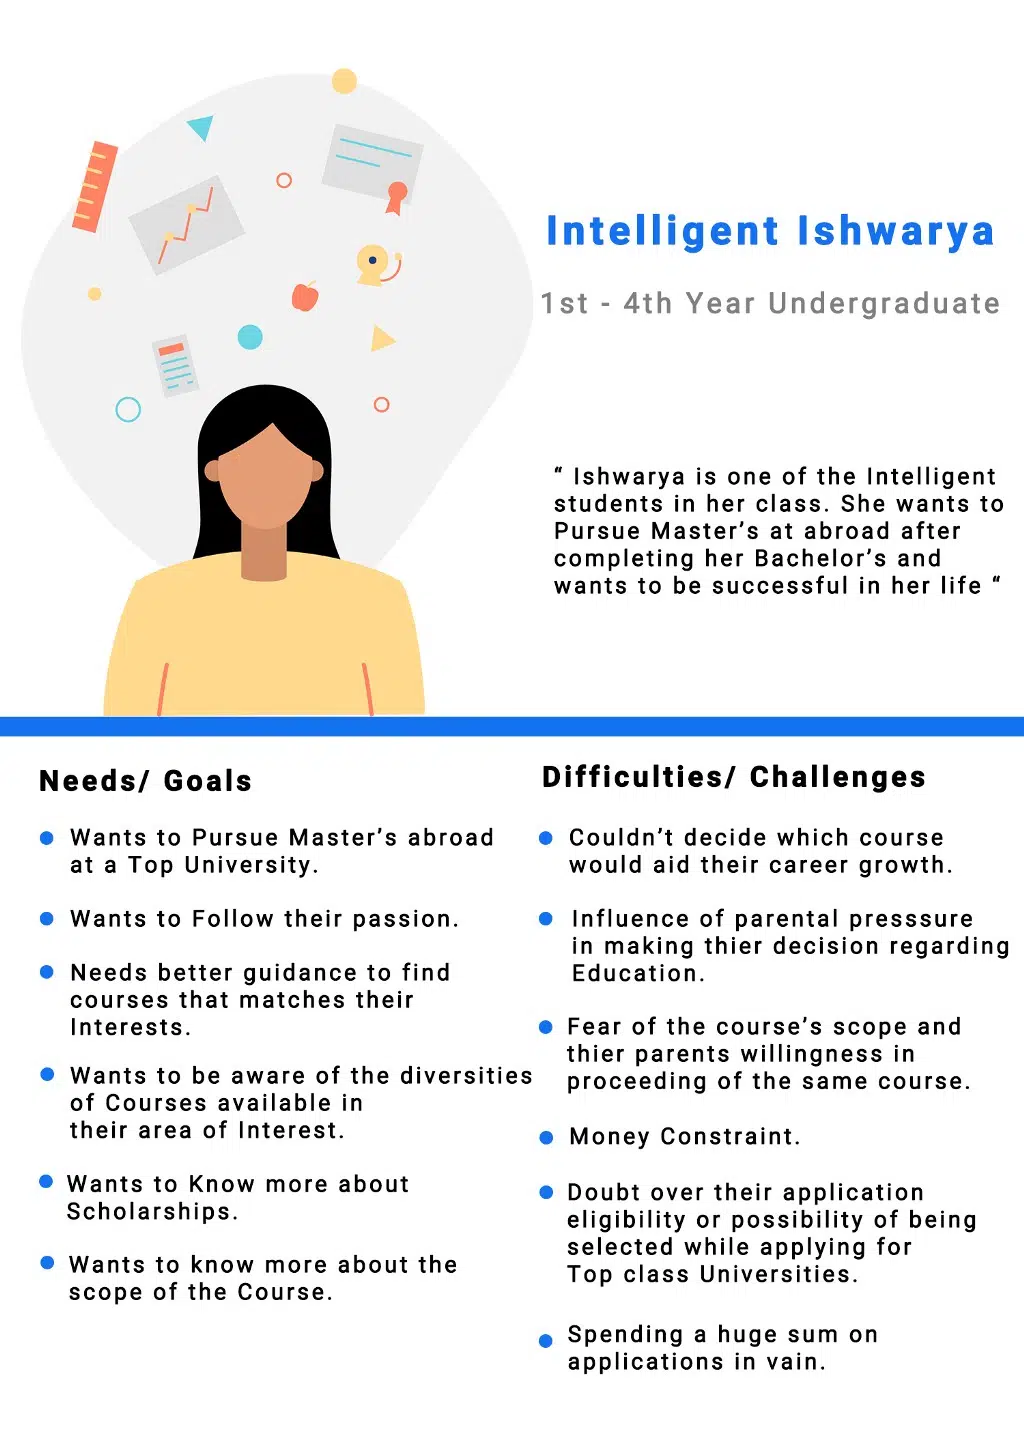 Intelligent Ishwarya
1st - 4th Year Undergraduate
“ Ishwarya is one of the Intelligent
students in her class. She wants to
Pursue Master’s at abroad after
completing her Bachelor’s and
wants to be successful in her life “
Needs/ Goals
Wants to Pursue Master’s abroad
at a Top University.
Wants to Follow their passion.
Needs better guidance to find
courses that matches their
Interests.
Wants to be aware of the diversities
of Courses available in
their area of Interest.
Wants to Know more about
Scholarships.
Wants to know more about the
scope of the Course.
Difficulties/ Challenges
Couldn’t decide which course
would aid their career growth.
Influence of parental presssure
in making thier decision regarding
Education.
Fear of the course’s scope and
thier parents willingness in
proceeding of the same course.
Money Constraint.
Doubt over their application
eligibility or possibility of being
selected while applying for
Top class Universities.
Spending a huge sum on
applications in vain.